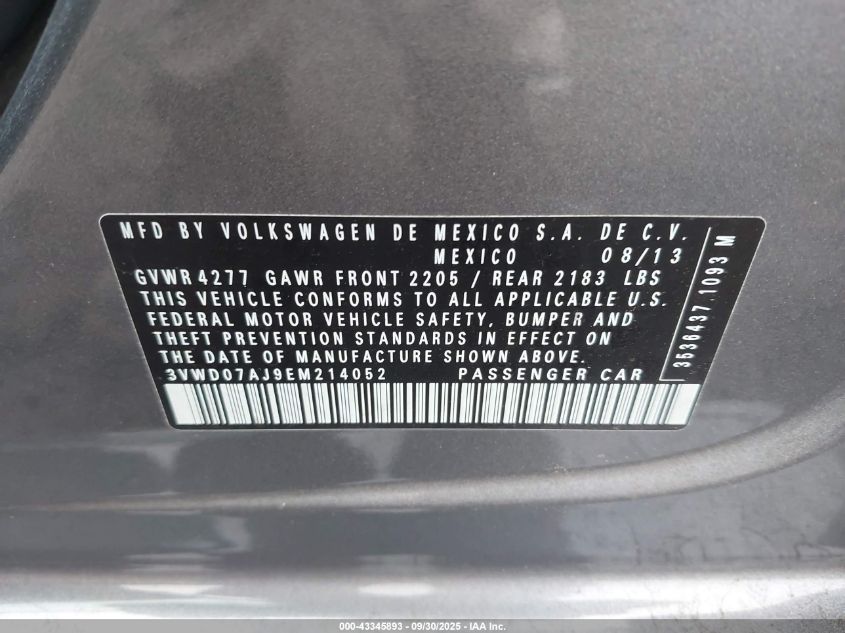 MFD BY VOLKSWAGEN DE MEXICO S.A. DE C.V.
MEXICO 08/13
GVWR 4277 GAWR FRONT 2205 / REAR 2183 LBS
THIS VEHICLE CONFORMS TO ALL APPLICABLE U.S.
FEDERAL MOTOR VEHICLE SAFETY, BUMPER AND
THEFT PREVENTION STANDARDS IN EFFECT ON
THE DATE OF MANUFACTURE SHOWN ABOVE.
3VWD07AJ9EM214052 PASSENGER CAR
3536437.1093 M
000-43345893 - 09/30/2025 - IAA Inc.